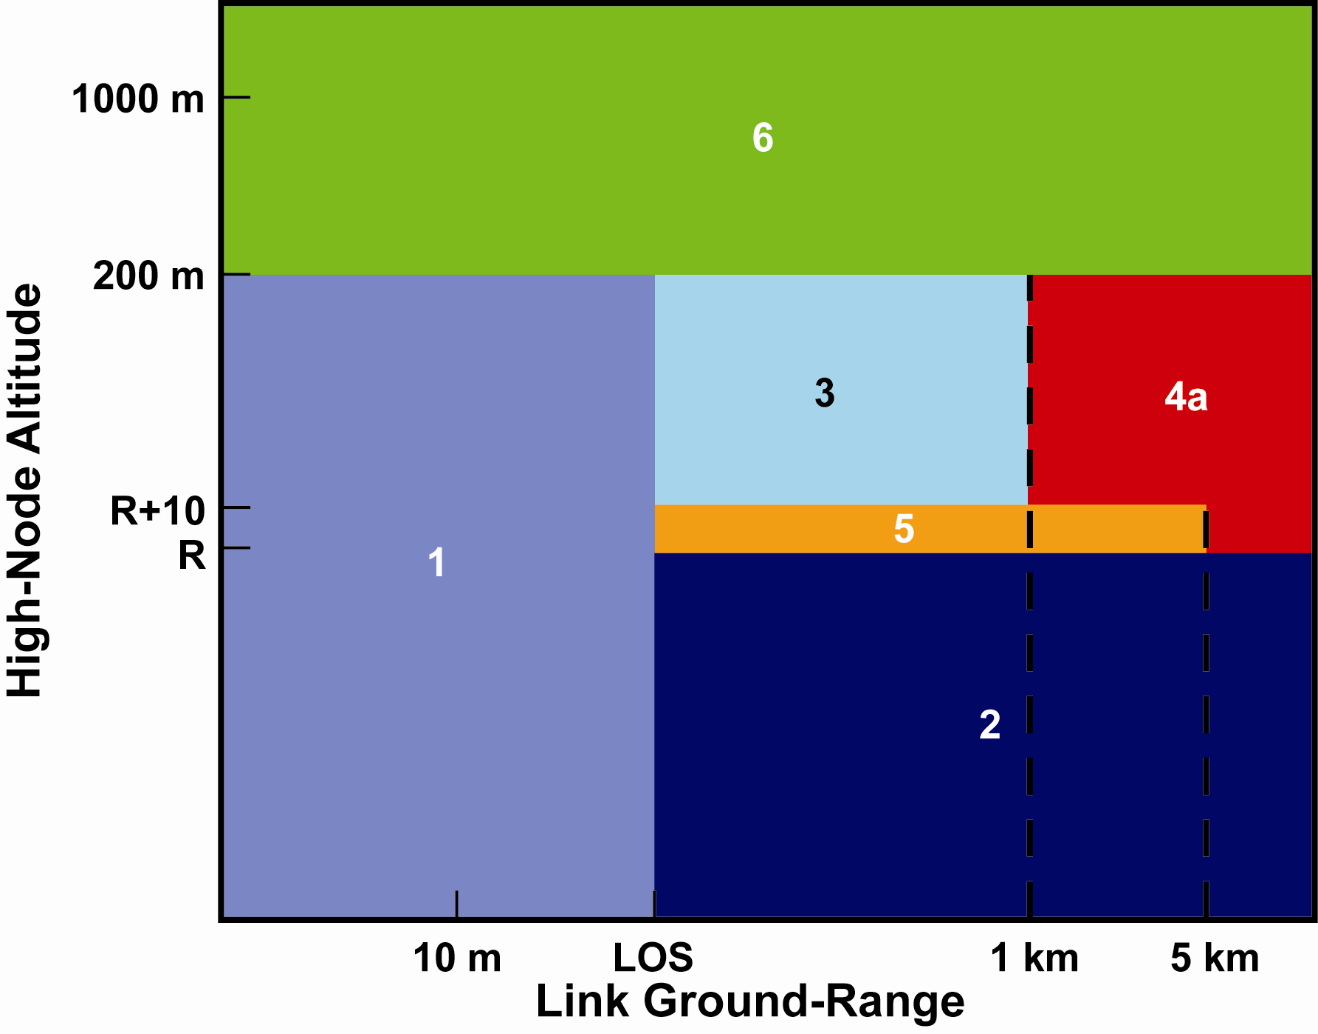 1000 m
6
200 m
3
4a
R+10
5
R
1
2
High-Node Altitude
10 m LOS 1 km 5 km
Link Ground-Range